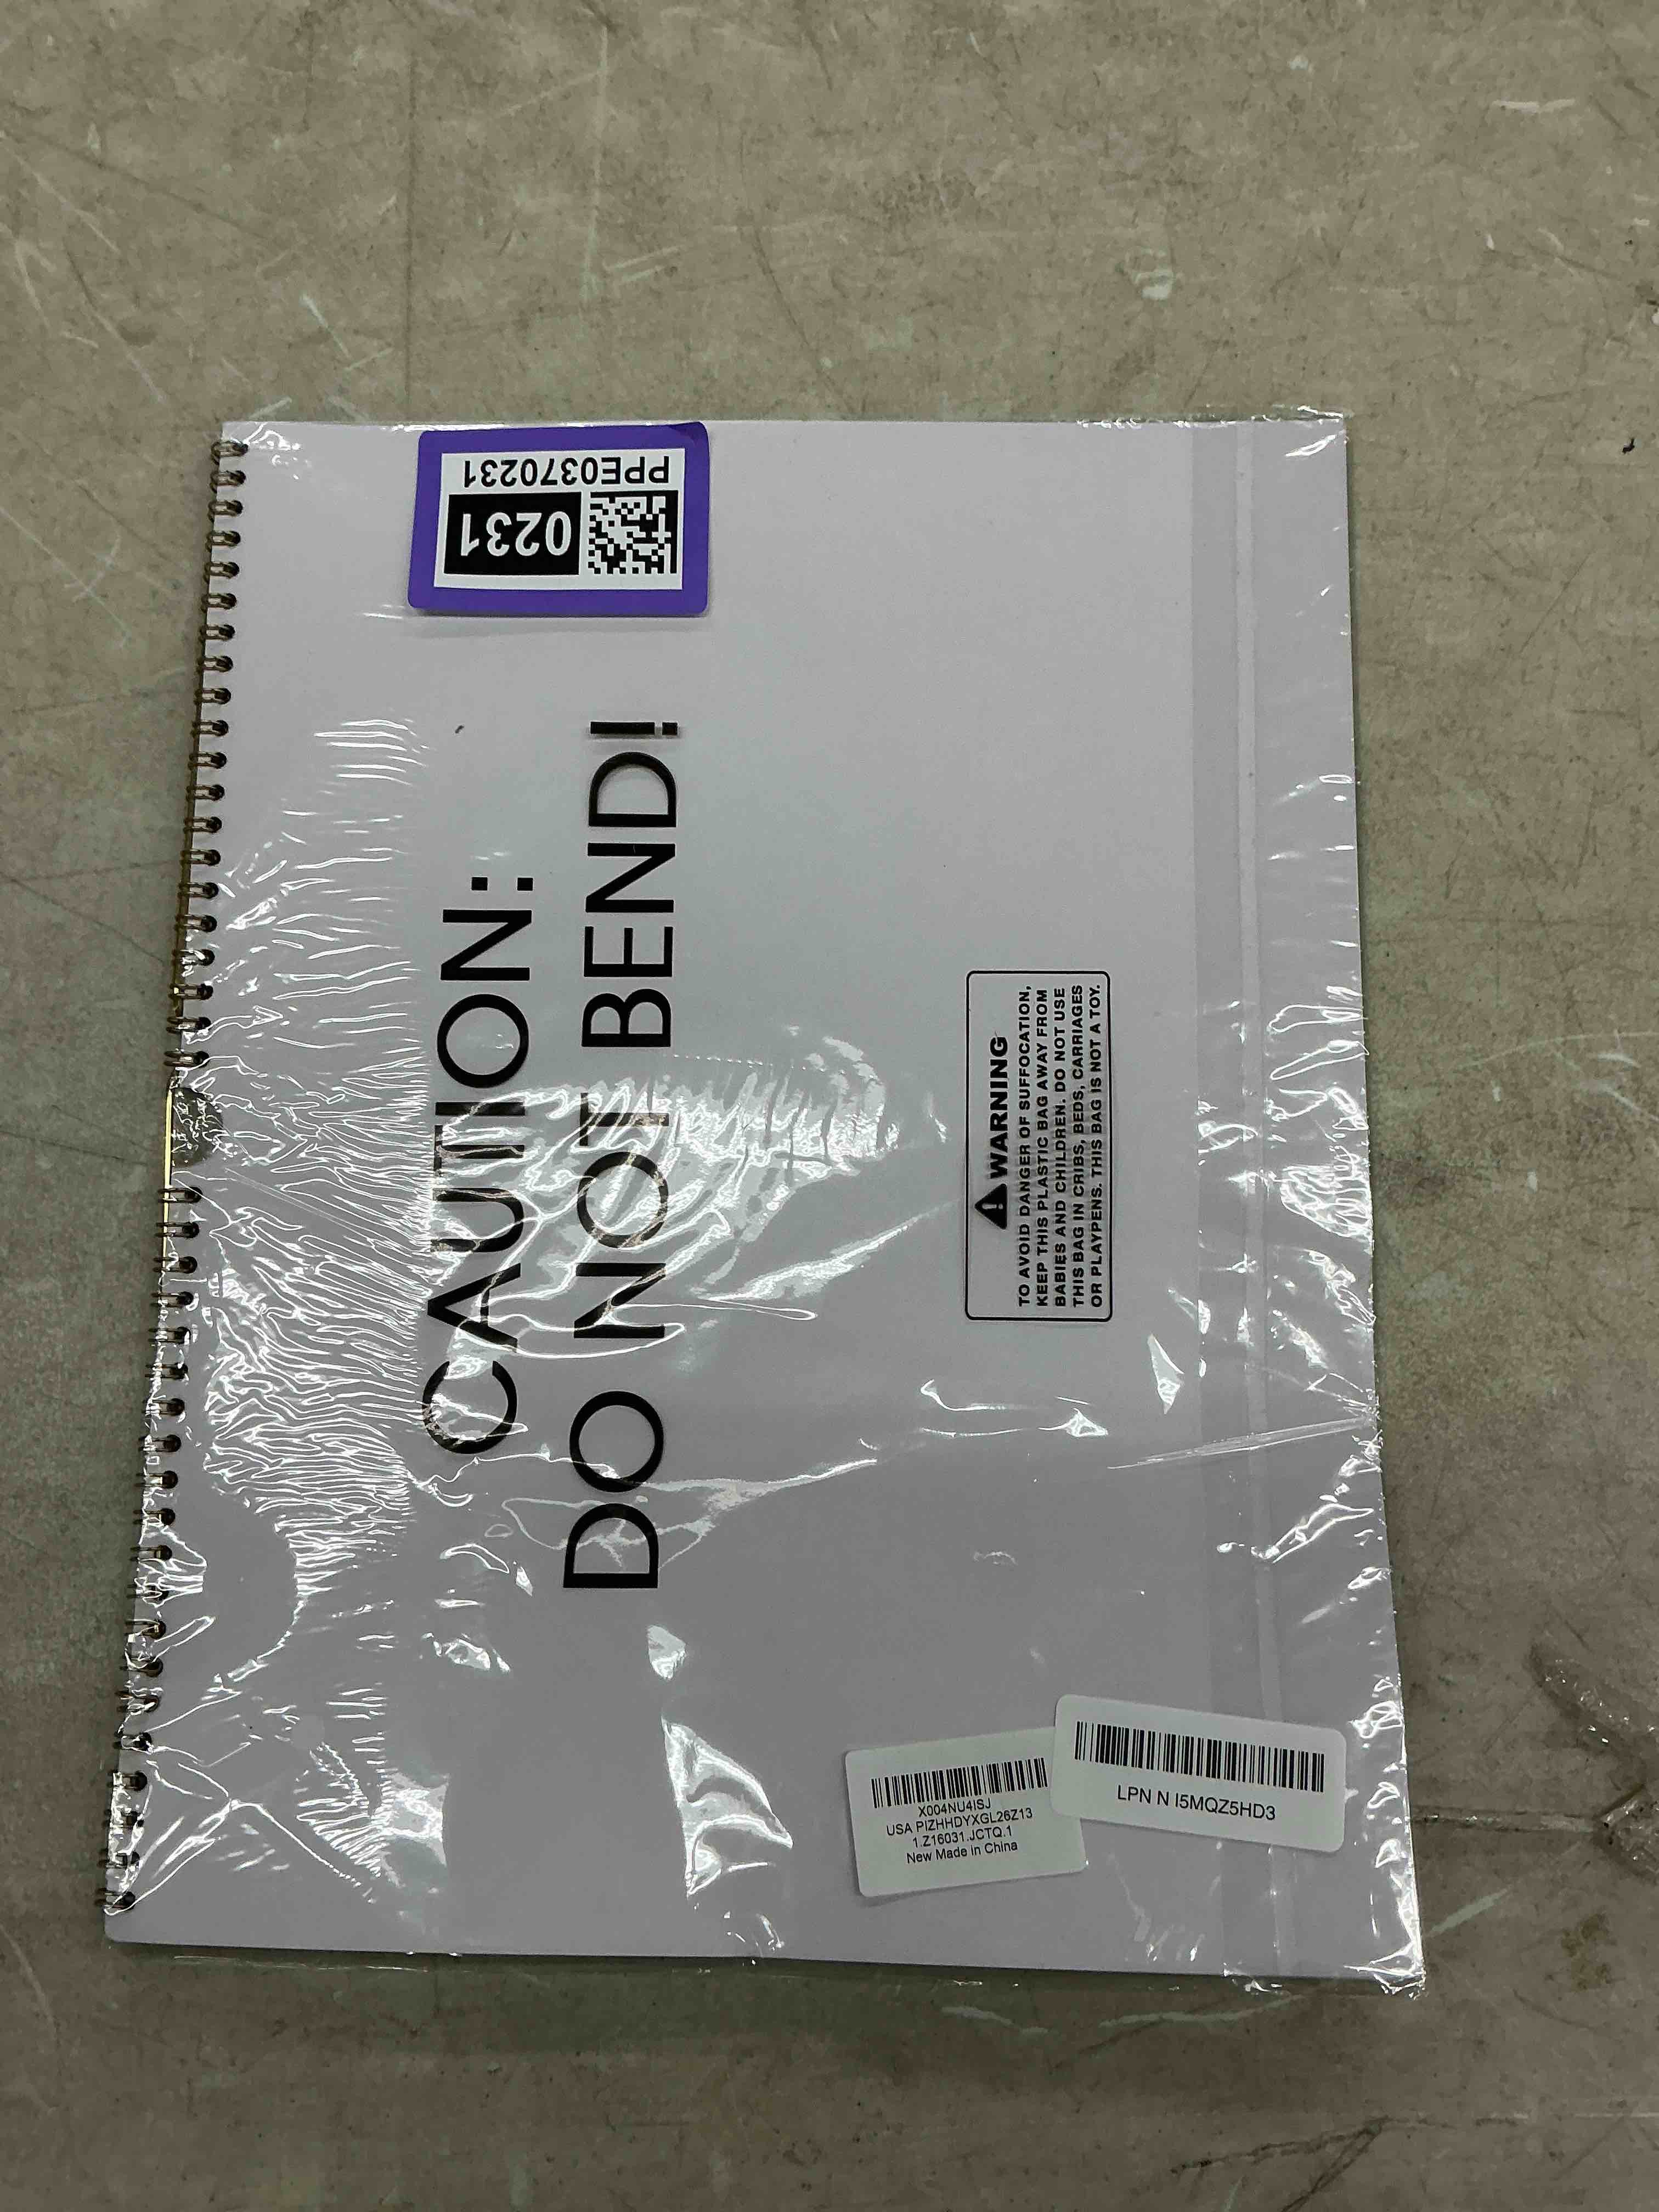 PPE0370231
0231
CAUTION:
DO NOT BEND!
WARNING
TO AVOID DANGER OF SUFFOCATION,
KEEP THIS PLASTIC BAG AWAY FROM
BABIES AND CHILDREN. DO NOT USE
THIS BAG IN CRIBS, BEDS, CARRIAGES
OR PLAYPENS. THIS BAG IS NOT A TOY.
X004NU4ISJ
USA PIZHHDYXGL26Z13
1.Z16031.JCTQ.1
New Made in China
LPN N I5MQZ5HD3